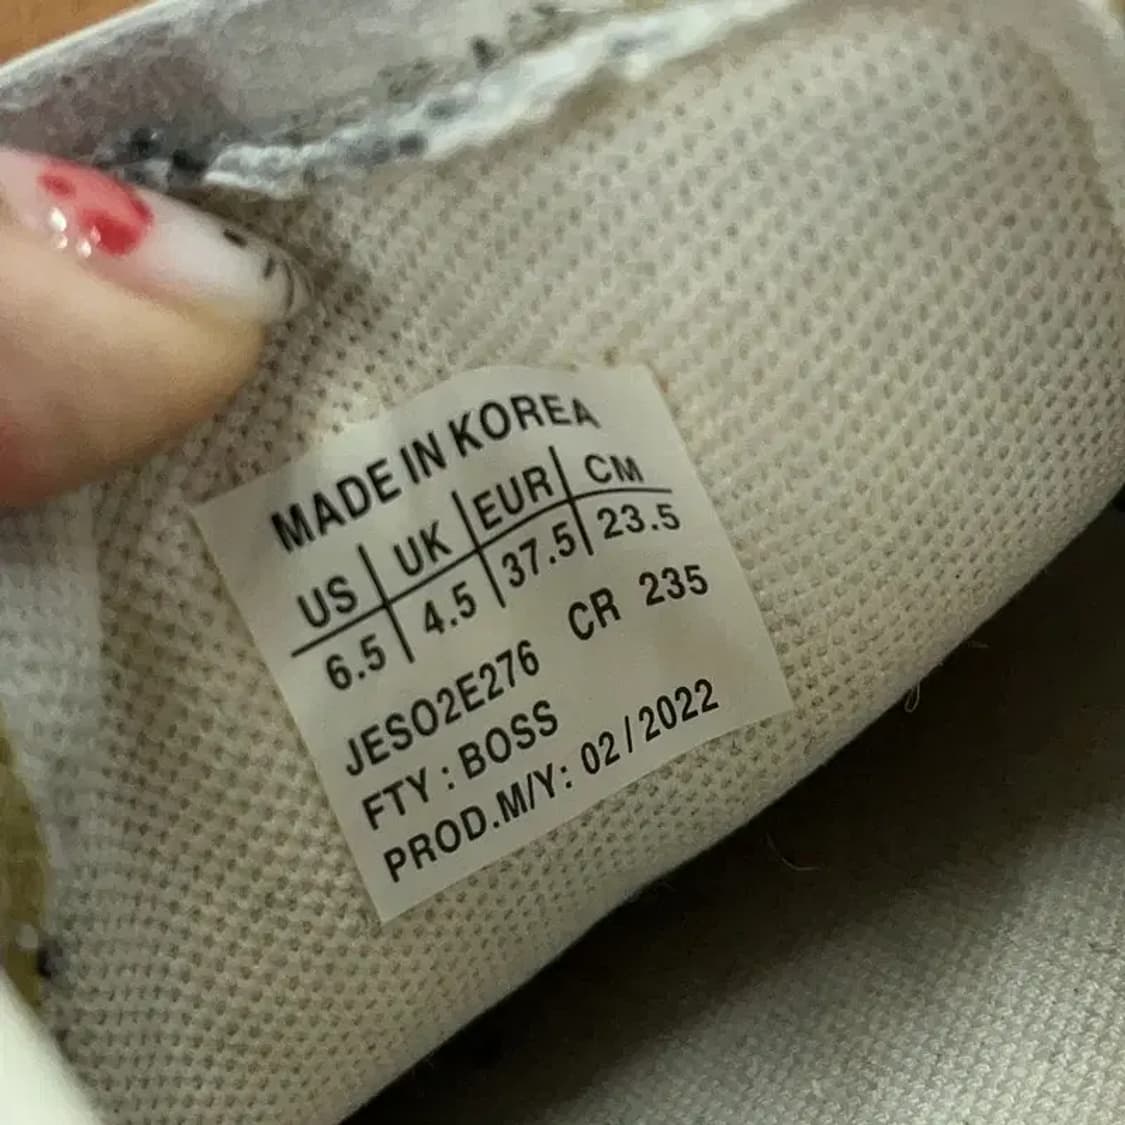 MADE IN KOREA
US | UK | EUR | CM
6.5 | 4.5 | 37.5 | 23.5
JESO2E276 CR 235
FTY : BOSS
PROD.M/Y: 02/2022